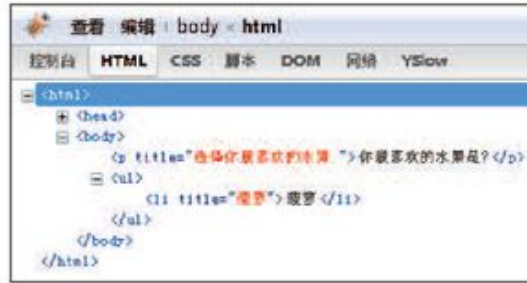 查看 编辑 body < html
控制台 HTML CSS 脚本 DOM 网络 YSlow
<html>
<head>
<body>
<p title="选择你最喜欢的水果.">你最喜欢的水果是?</p>
<ul>
<li title="菠萝">菠萝</li>
</ul>
</body>
</html>